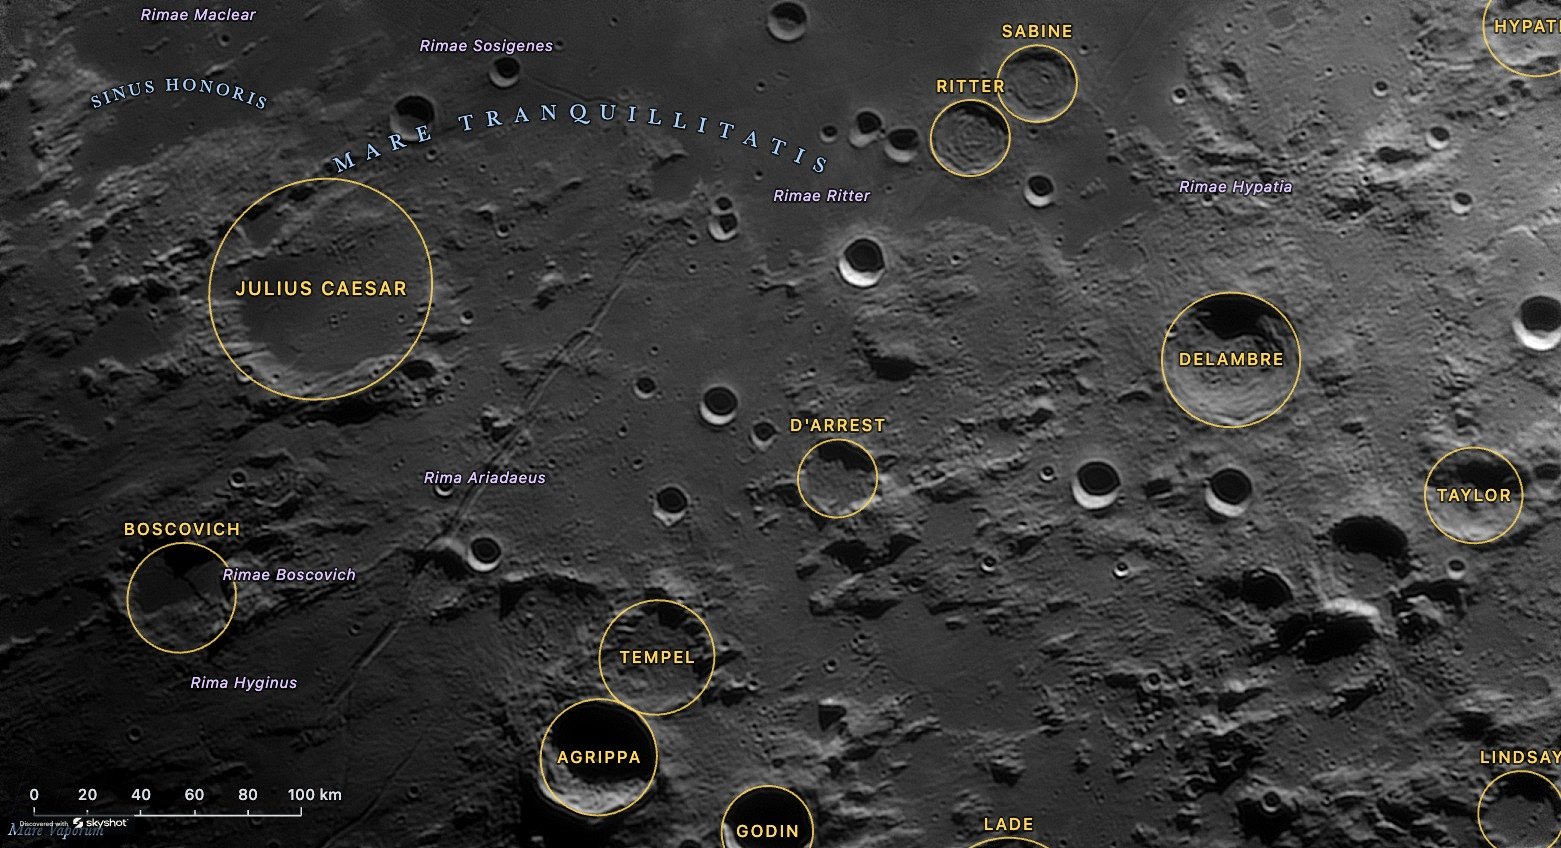 Rimae Maclear
SABINE
HYPATI
Rimae Sosigenes
SINUS HONORIS
RITTER
MARE TRANQUILLITATIS
Rimae Ritter
Rimae Hypatia
JULIUS CAESAR
DELAMBRE
D'ARREST
Rima Ariadaeus
TAYLOR
BOSCOVICH
Rimae Boscovich
TEMPEL
Rima Hyginus
AGRIPPA
LINDSAY
0 20 40 60 80 100 km
Discovered with skyshot
Mare Vaporum
GODIN
LADE